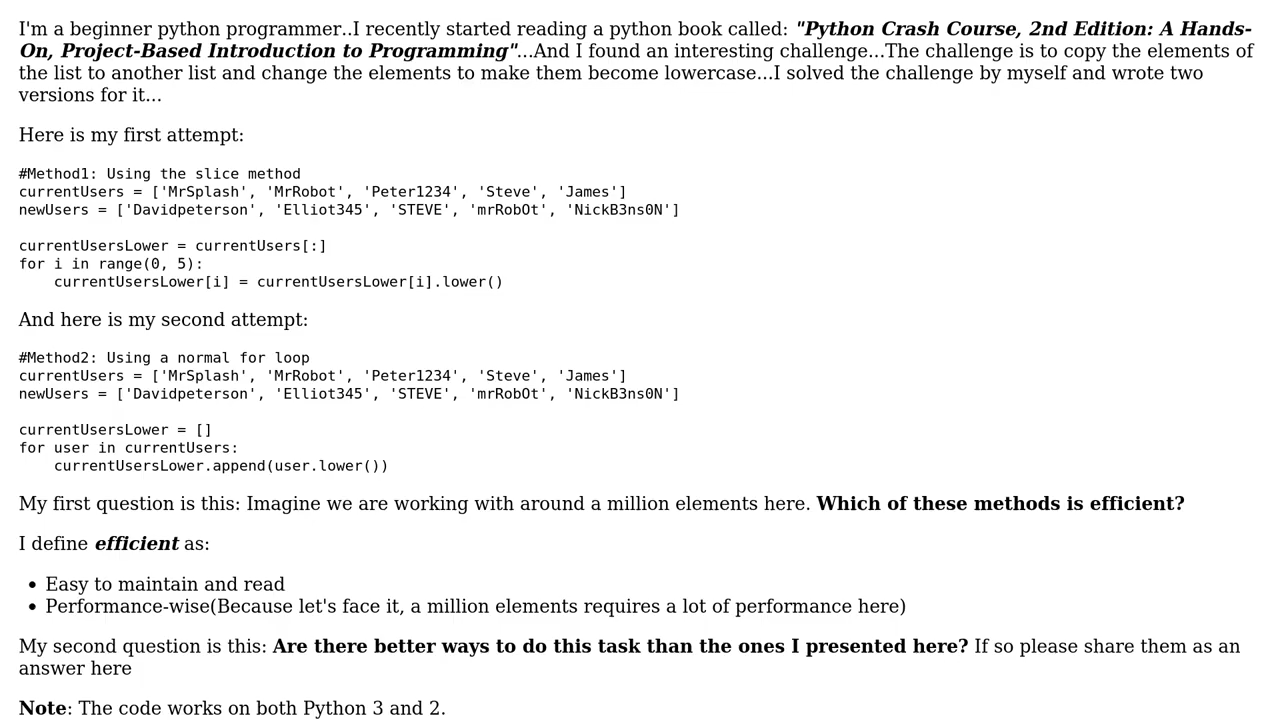 I'm a beginner python programmer..I recently started reading a python book called: "Python Crash Course, 2nd Edition: A Hands-
On, Project-Based Introduction to Programming"...And I found an interesting challenge...The challenge is to copy the elements of
the list to another list and change the elements to make them become lowercase...I solved the challenge by myself and wrote two
versions for it...
Here is my first attempt:
#Method1: Using the slice method
currentUsers = ['MrSplash', 'MrRobot', 'Peter1234', 'Steve', 'James']
newUsers = ['Davidpeterson', 'Elliot345', 'STEVE', 'mrRobOt', 'NickB3ns0N']
currentUsersLower = currentUsers[:]
for i in range(0, 5):
    currentUsersLower[i] = currentUsersLower[i].lower()
And here is my second attempt:
#Method2: Using a normal for loop
currentUsers = ['MrSplash', 'MrRobot', 'Peter1234', 'Steve', 'James']
newUsers = ['Davidpeterson', 'Elliot345', 'STEVE', 'mrRobOt', 'NickB3ns0N']
currentUsersLower = []
for user in currentUsers:
    currentUsersLower.append(user.lower())
My first question is this: Imagine we are working with around a million elements here. Which of these methods is efficient?
I define efficient as:
• Easy to maintain and read
• Performance-wise(Because let's face it, a million elements requires a lot of performance here)
My second question is this: Are there better ways to do this task than the ones I presented here? If so please share them as an
answer here
Note: The code works on both Python 3 and 2.